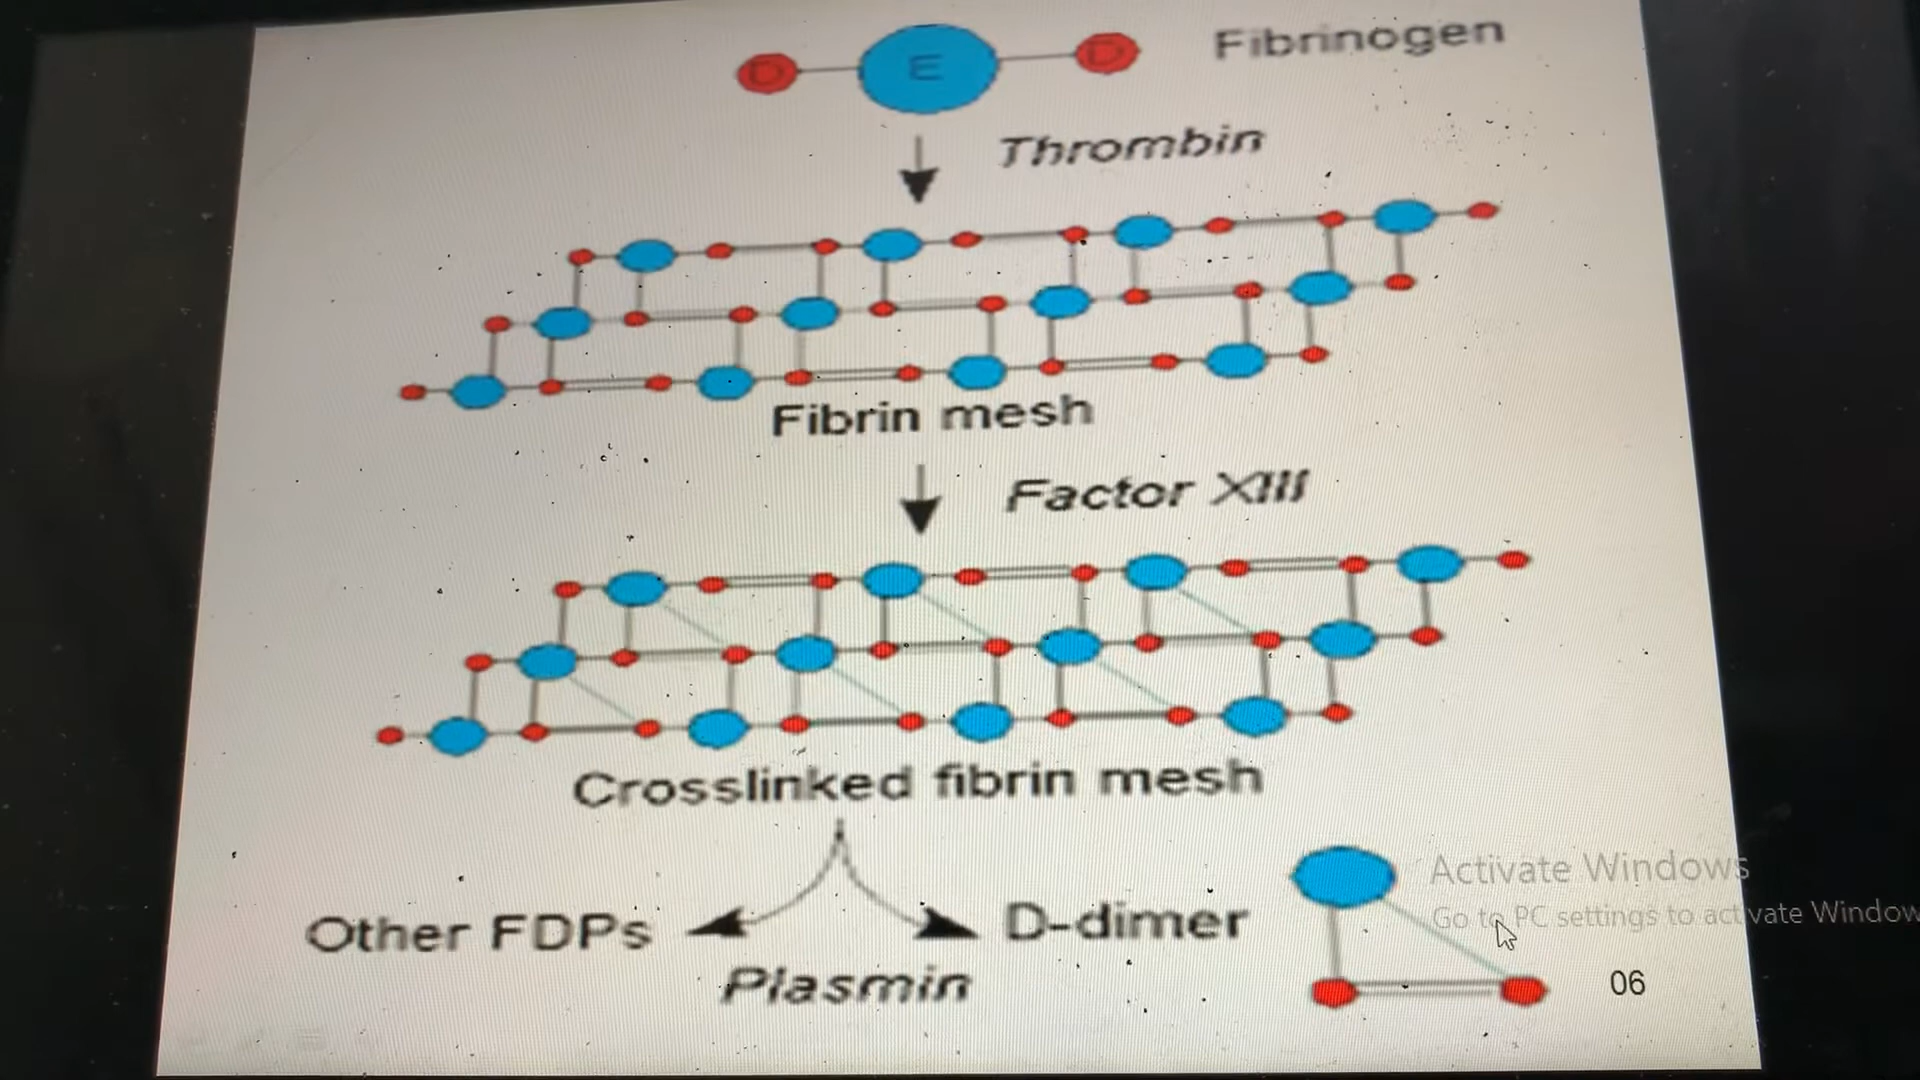 D E D Fibrinogen
Thrombin
Fibrin mesh
Factor XIII
Crosslinked fibrin mesh
Other FDPs
D-dimer
Plasmin
Activate Windows
Go to PC settings to activate Window
06